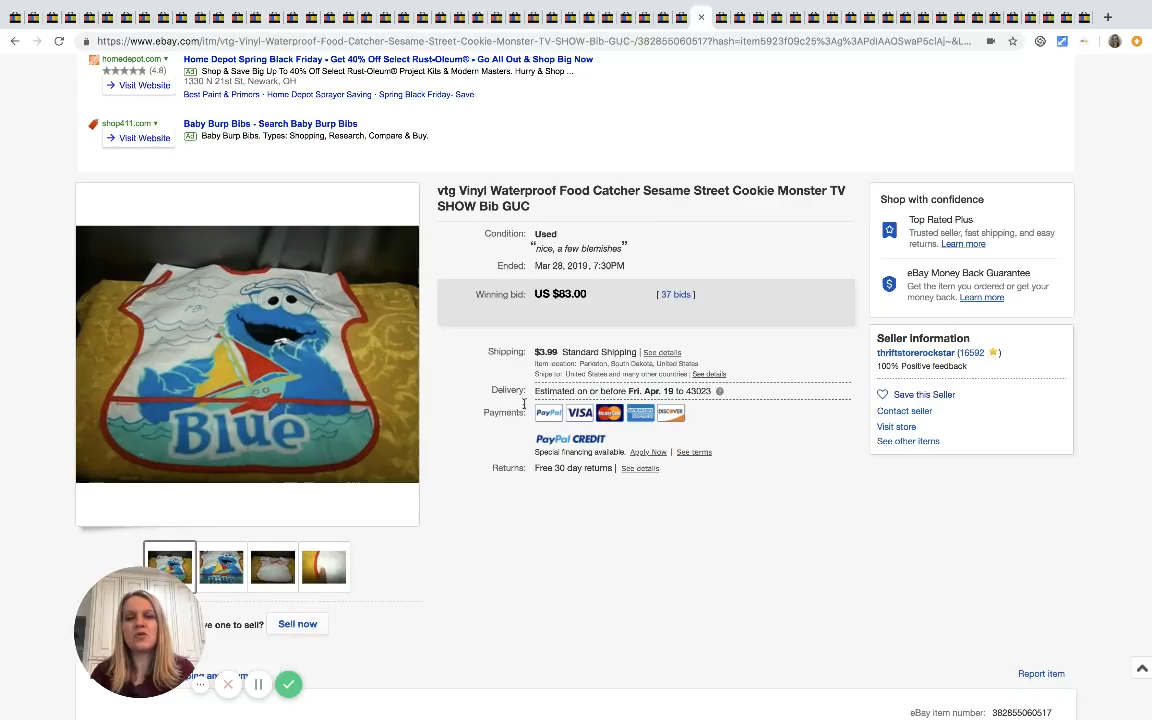 https://www.ebay.com/itm/vtg-Vinyl-Waterproof-Food-Catcher-Sesame-Street-Cookie-Monster-TV-SHOW-Bib-GUC-/382855060517?hash=item5923f09c25%3Ag%3APdIAAOSwaP5clAj~&L...
homedepot.com
Home Depot Spring Black Friday - Get 40% Off Select Rust-Oleum® - Go All Out & Shop Big Now
(4.8)
Ad Shop & Save Big Up To 40% Off Select Rust-Oleum® Project Kits & Modern Masters. Hurry & Shop ...
1330 N 21st St, Newark, OH
Visit Website
Best Paint & Primers · Home Depot Sprayer Saving · Spring Black Friday- Save
shop411.com
Baby Burp Bibs - Search Baby Burp Bibs
Visit Website
Ad Baby Burp Bibs. Types: Shopping, Research, Compare & Buy.
vtg Vinyl Waterproof Food Catcher Sesame Street Cookie Monster TV
SHOW Bib GUC
Condition: Used
"nice, a few blemishes"
Ended: Mar 28, 2019 , 7:30PM
Winning bid: US $83.00 [ 37 bids ]
Shipping: $3.99 Standard Shipping | See details
Item location: Parkston, South Dakota, United States
Ships to: United States and many other countries | See details
Delivery: Estimated on or before Fri. Apr. 19 to 43023
Payments: PayPal VISA MasterCard AMERICAN EXPRESS DISCOVER
PayPal CREDIT
Special financing available. Apply Now | See terms
Returns: Free 30 day returns | See details
Shop with confidence
Top Rated Plus
Trusted seller, fast shipping, and easy
returns. Learn more
eBay Money Back Guarantee
Get the item you ordered or get your
money back. Learn more
Seller information
thriftstorerockstar (16592 )
100% Positive feedback
Save this Seller
Contact seller
Visit store
See other items
Blue
ve one to sell? Sell now
Report item
eBay item number: 382855060517